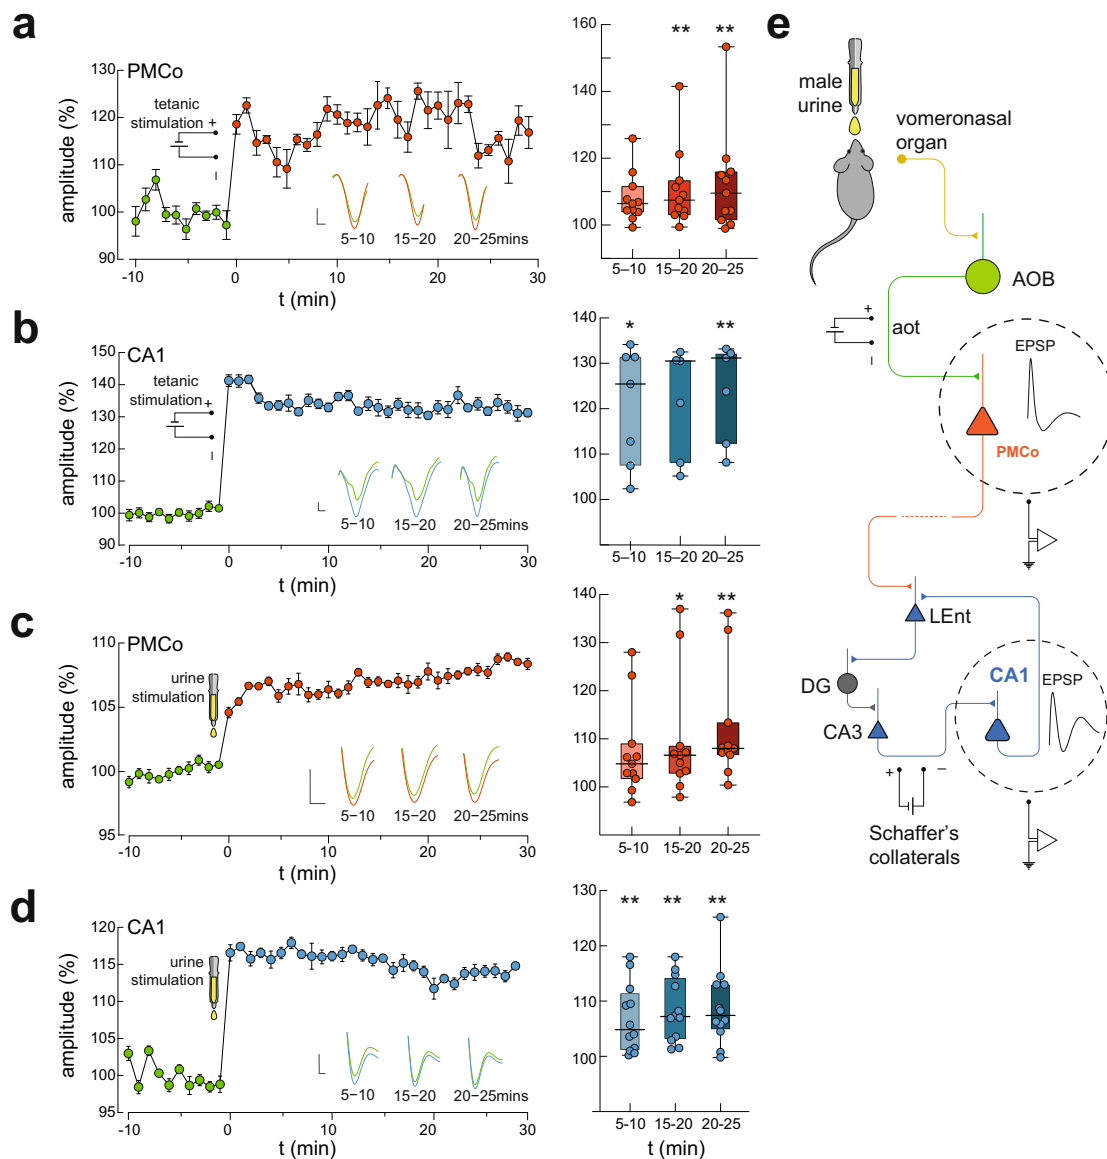 a
PMCo
amplitude (%)
130
120
110
100
90
tetanic
stimulation
+
–
5–10
15–20
20–25mins
-10
0
10
20
30
t (min)
160
140
120
110
100
**
**
5–10
15–20
20–25
b
CA1
amplitude (%)
150
140
130
110
100
90
tetanic
stimulation
+
–
5–10
15–20
20–25mins
-10
0
10
20
30
t (min)
140
130
120
100
*
**
5–10
15–20
20–25
c
PMCo
amplitude (%)
110
105
100
95
urine
stimulation
5–10
15–20
20–25mins
-10
0
10
20
30
t (min)
140
130
120
110
100
*
**
5-10
15-20
20-25
d
CA1
amplitude (%)
120
115
110
105
100
95
urine
stimulation
5–10
15–20
20–25mins
-10
0
10
20
30
t (min)
130
120
110
100
**
**
**
5-10
15-20
20-25
t (min)
e
male
urine
vomeronasal
organ
AOB
+
–
aot
EPSP
PMCo
LEnt
DG
CA3
CA1
EPSP
+
–
Schaffer's
collaterals